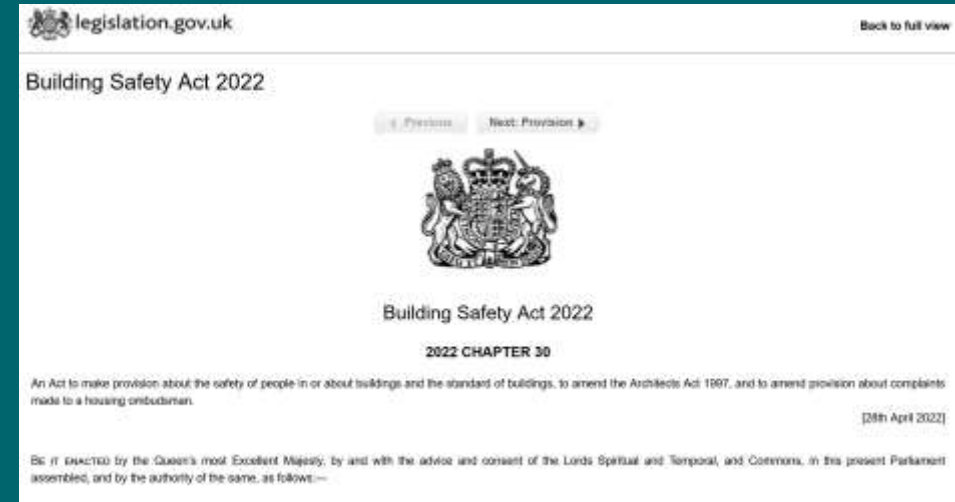 legislation.gov.uk
Back to full view
Building Safety Act 2022
Previous
Next: Provision
Building Safety Act 2022
2022 CHAPTER 30
An Act to make provision about the safety of people in or about buildings and the standard of buildings, to amend the Architects Act 1997, and to amend provision about complaints
made to a housing ombudsman.
[28th April 2022]
BE IT ENACTED by the Queen's most Excellent Majesty, by and with the advice and consent of the Lords Spiritual and Temporal, and Commons, in this present Parliament
assembled, and by the authority of the same, as follows:—